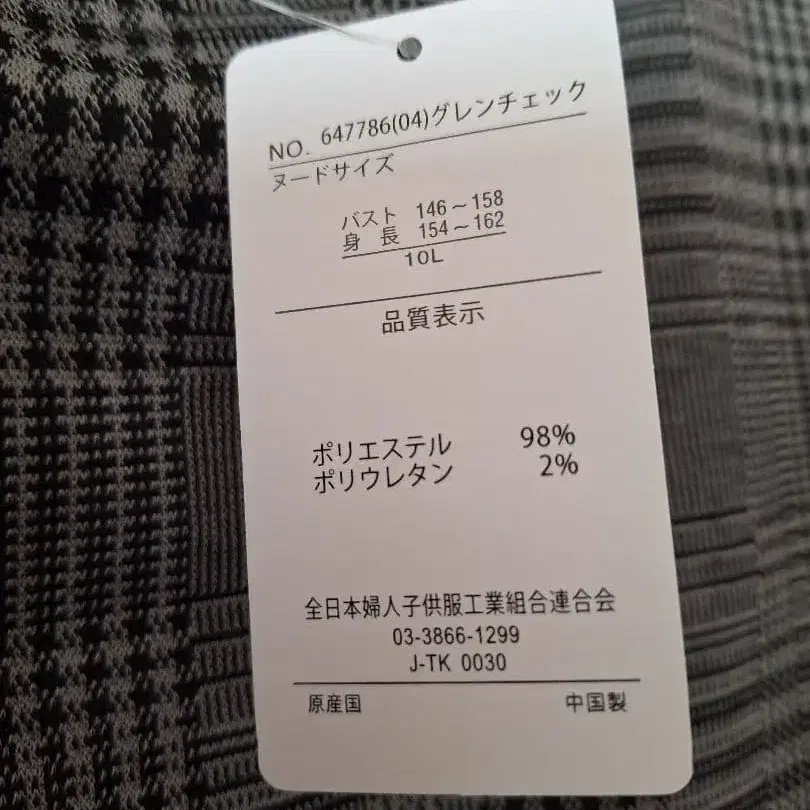 NO. 647786(04)グレンチェック
ヌードサイズ
バスト 146～158
身 長 154～162
10L
品質表示
ポリエステル 98%
ポリウレタン 2%
全日本婦人子供服工業組合連合会
03-3866-1299
J-TK 0030
原産国 中国製